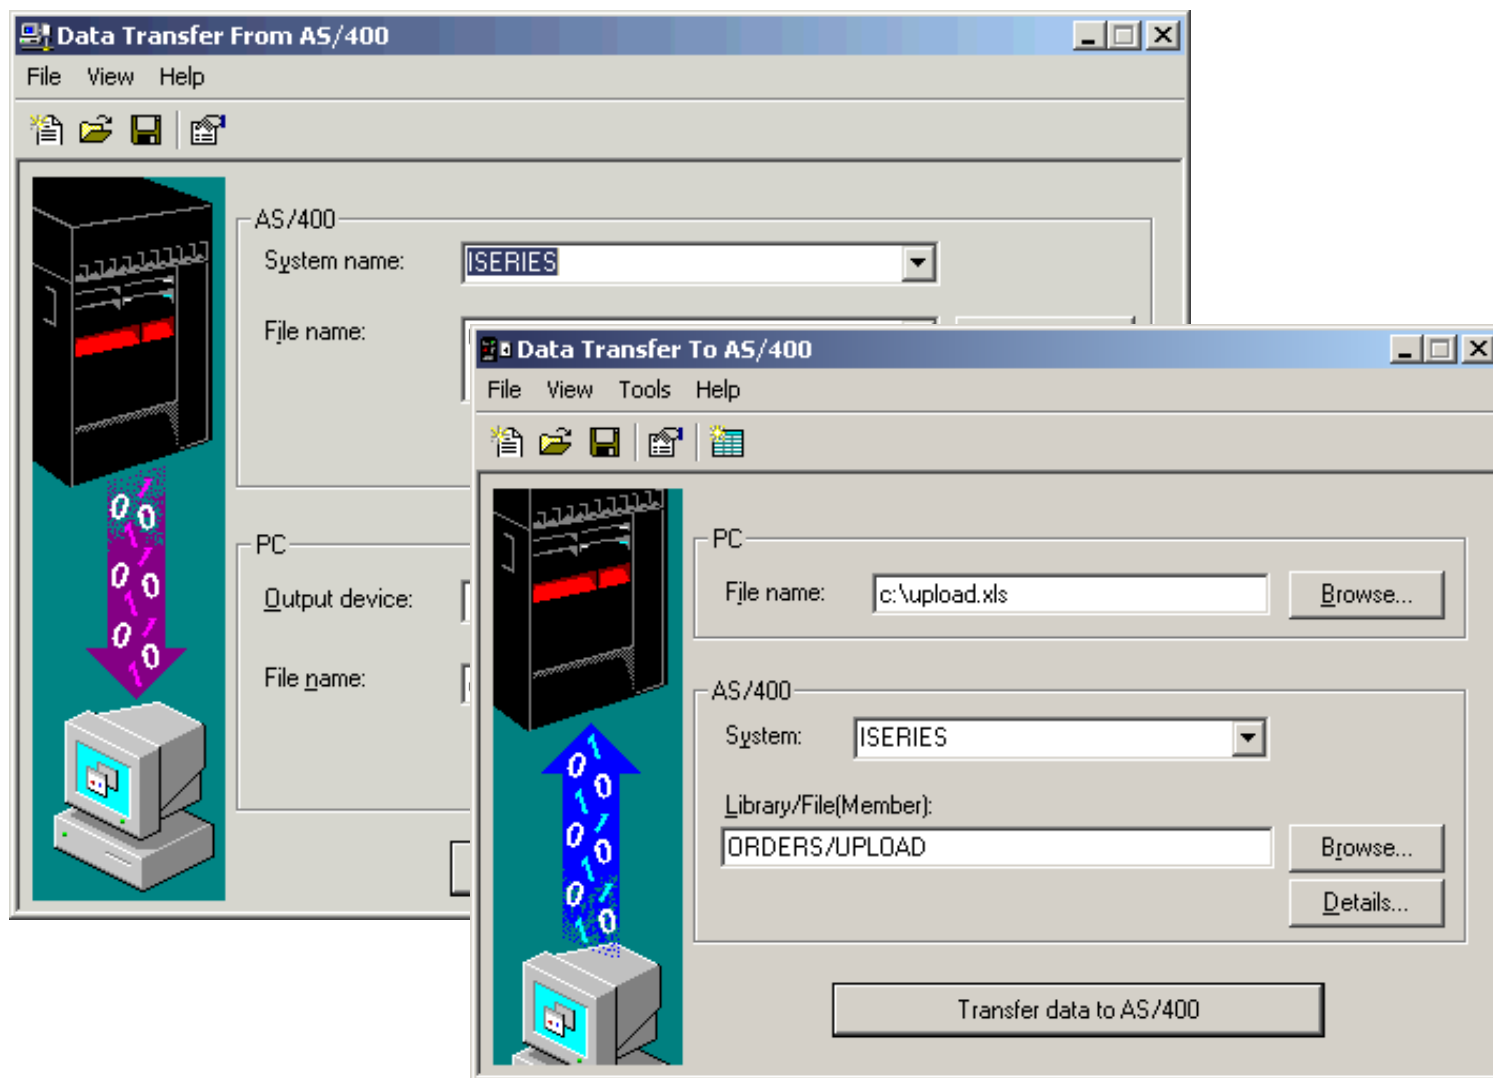 Data Transfer From AS/400
File View Help
AS/400
System name: ISERIES
File name:
PC
Output device:
File name:
Data Transfer To AS/400
File View Tools Help
PC
File name: c:\upload.xls Browse...
AS/400
System: ISERIES
Library/File(Member):
ORDERS/UPLOAD Browse...
Details...
Transfer data to AS/400